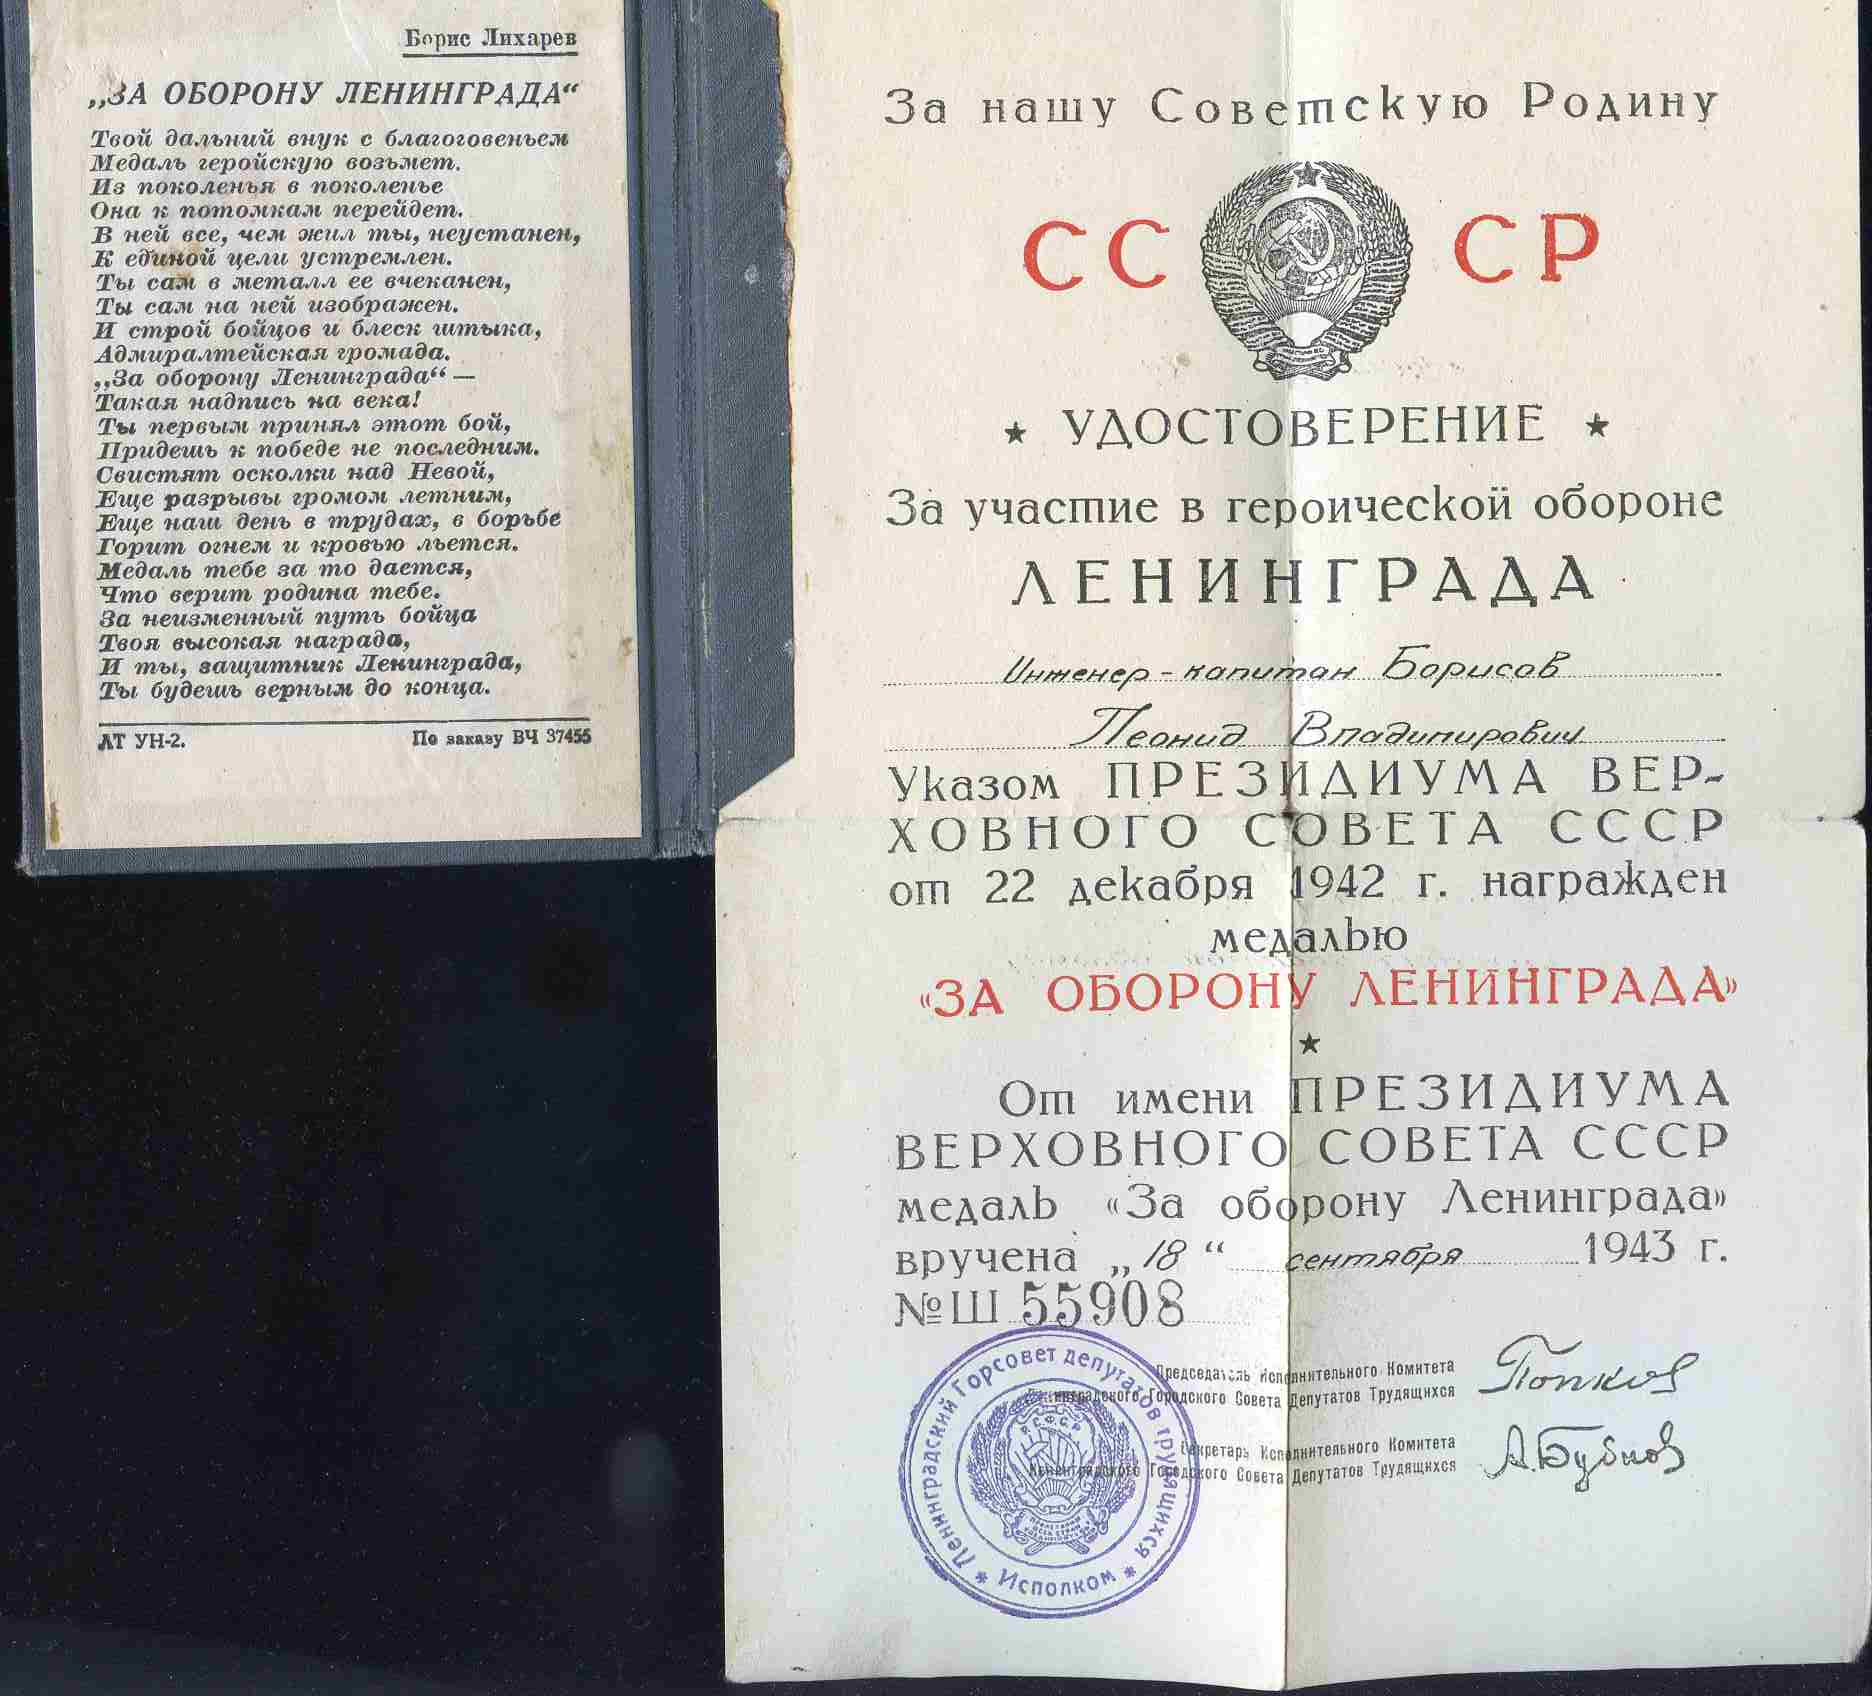 Борис Лихарев
„ЗА ОБОРОНУ ЛЕНИНГРАДА“
Твой дальний внук с благоговеньем
Медаль геройскую возьмет.
Из поколенья в поколенье
Она к потомкам перейдет.
В ней все, чем жил ты, неустанен,
К единой цели устремлен.
Ты сам в металл ее вчеканен,
Ты сам на ней изображен.
И строй бойцов и блеск штыка,
Адмиралтейская громада.
„За оборону Ленинграда“ —
Такая надпись на века!
Ты первым принял этот бой,
Придешь к победе не последним.
Свистят осколки над Невой,
Еще разрывы громом летним,
Еще наш день в трудах, в борьбе
Горит огнем и кровью льется.
Медаль тебе за то дается,
Что верит родина тебе.
За неизменный путь бойца
Твоя высокая награда,
И ты, защитник Ленинграда,
Ты будешь верным до конца.
ЛТ УН-2. По заказу ВЧ 37455
За нашу Советскую Родину
СС СР
★ УДОСТОВЕРЕНИЕ ★
За участие в героической обороне
ЛЕНИНГРАДА
Инженер-капитан Борисов
Леонид Владимирович
Указом ПРЕЗИДИУМА ВЕР-
ХОВНОГО СОВЕТА СССР
от 22 декабря 1942 г. награжден
медалью
«ЗА ОБОРОНУ ЛЕНИНГРАДА»
★
От имени ПРЕЗИДИУМА
ВЕРХОВНОГО СОВЕТА СССР
медаль «За оборону Ленинграда»
вручена „18“ сентября 1943 г.
№Ш 55908
Председатель Исполнительного Комитета
Ленинградского Городского Совета Депутатов Трудящихся
Попков
Секретарь Исполнительного Комитета
Ленинградского Городского Совета Депутатов Трудящихся
А.Бубнов
Ленинградский Горсовет депутатов трудящихся
* Исполком *
Р.С.Ф.С.Р